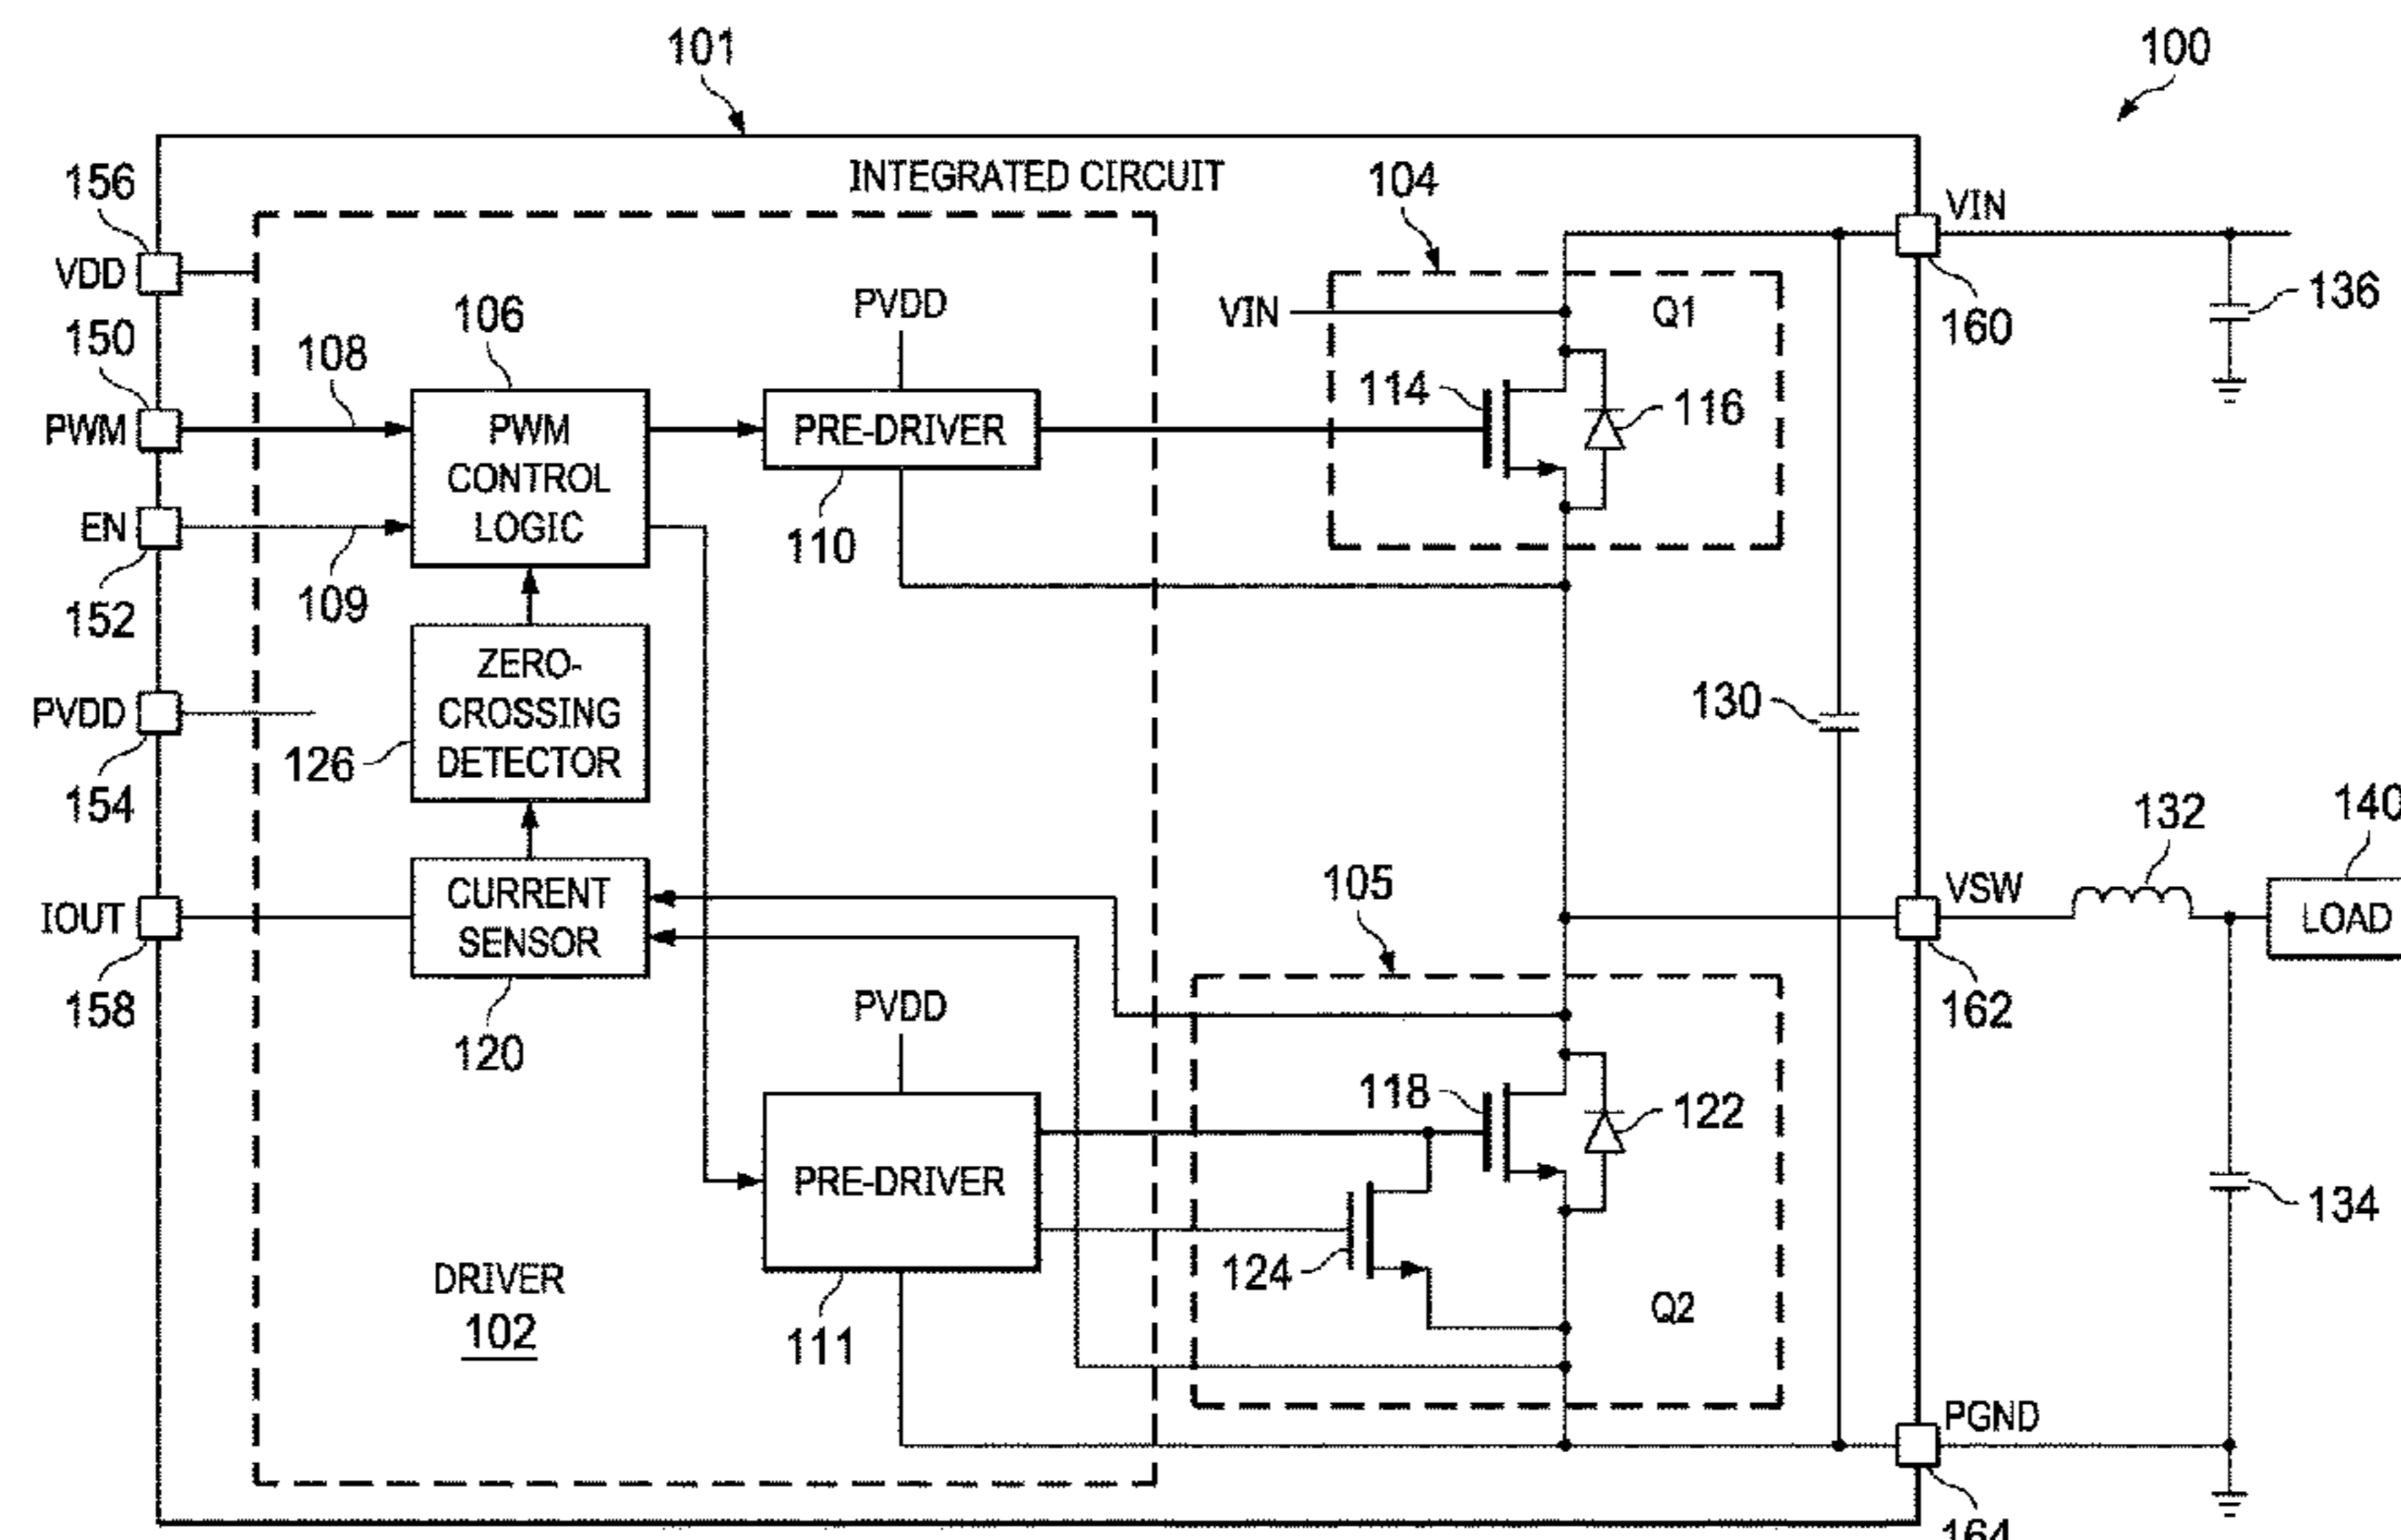 101
100
INTEGRATED CIRCUIT
156
VDD
104
VIN
160
136
150
PWM
108
106
PWM
CONTROL
LOGIC
PVDD
PRE-DRIVER
110
VIN
Q1
114
116
EN
152
109
ZERO-
CROSSING
DETECTOR
126
PVDD
154
130
IOUT
158
CURRENT
SENSOR
120
105
VSW
162
132
140
LOAD
PVDD
PRE-DRIVER
111
118
122
124
Q2
134
DRIVER
102
PGND
164